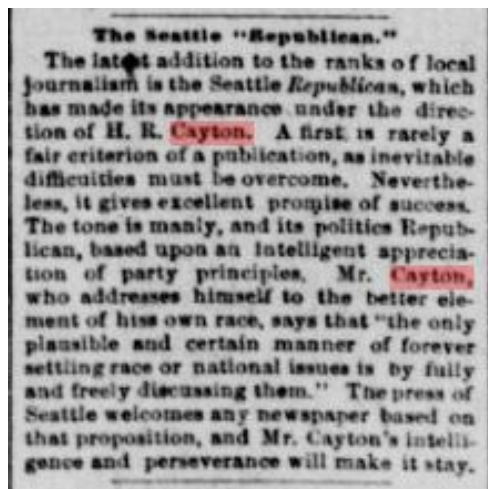 The Seattle "Republican."
The latest addition to the ranks of local
journalism is the Seattle Republican, which
has made its appearance under the direc-
tion of H. R. Cayton. A first is rarely a
fair criterion of a publication, as inevitable
difficulties must be overcome. Neverthe-
less, it gives excellent promise of success.
The tone is manly, and its politics Repub-
lican, based upon an intelligent apprecia-
tion of party principles. Mr. Cayton,
who addresses himself to the better ele-
ment of hiss own race, says that "the only
plausible and certain manner of forever
settling race or national issues is by fully
and freely discussing them." The press of
Seattle welcomes any newspaper based on
that proposition, and Mr. Cayton's intelli-
gence and perseverance will make it stay.